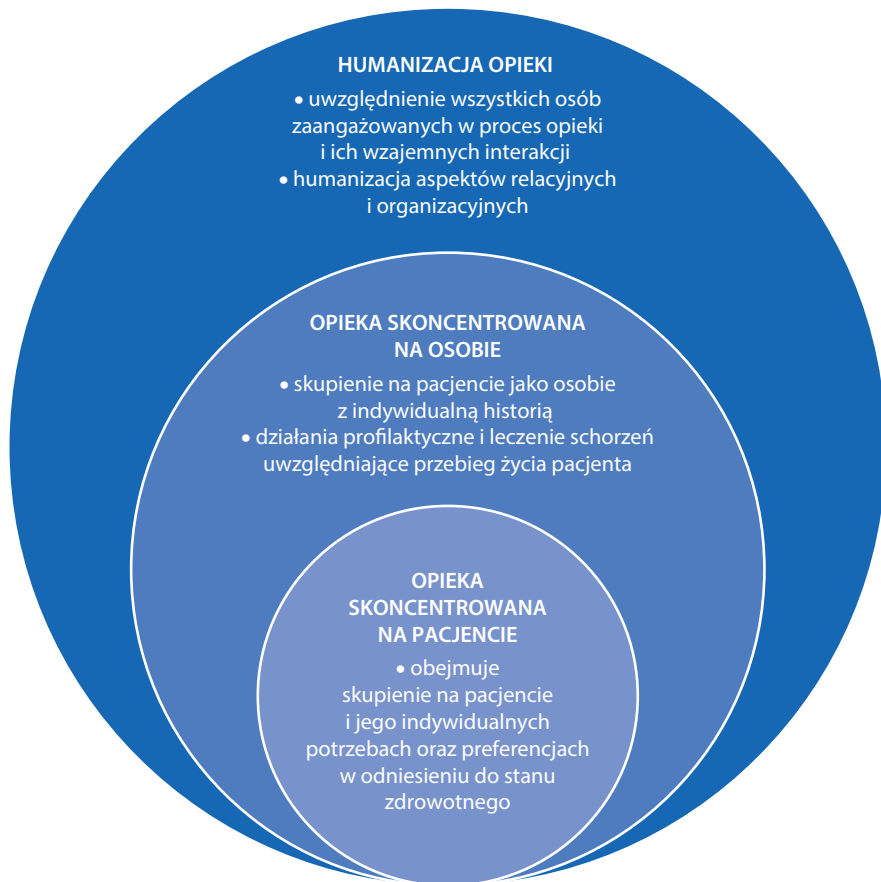 HUMANIZACJA OPIEKI
• uwzględnienie wszystkich osób
zaangażowanych w proces opieki
i ich wzajemnych interakcji
• humanizacja aspektów relacyjnych
i organizacyjnych
OPIEKA SKONCENTROWANA
NA OSOBIE
• skupienie na pacjencie jako osobie
z indywidualną historią
• działania profilaktyczne i leczenie schorzeń
uwzględniające przebieg życia pacjenta
OPIEKA
SKONCENTROWANA
NA PACJENCIE
• obejmuje
skupienie na pacjencie
i jego indywidualnych
potrzebach oraz preferencjach
w odniesieniu do stanu
zdrowotnego